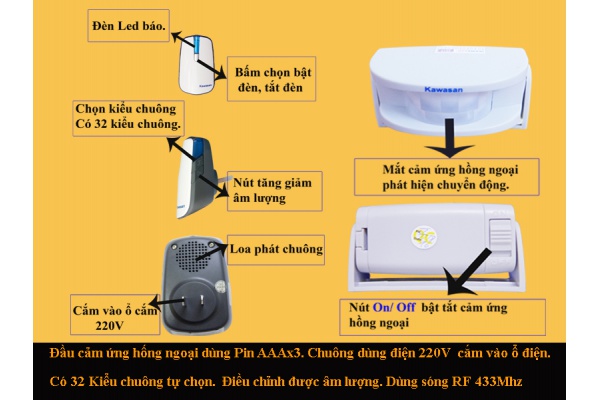 Đèn Led báo.
Bấm chọn bật
đèn, tắt đèn
Chọn kiểu chuông
Có 32 kiểu chuông.
Nút tăng giảm
âm lượng
Loa phát chuông
Cắm vào ổ cắm
220V
Kawasan
Mắt cảm ứng hồng ngoại
phát hiện chuyển động.
Nút On/ Off bật tắt cảm ứng
hồng ngoại
Đầu cảm ứng hống ngoại dùng Pin AAAx3. Chuông dùng điện 220V cắm vào ổ điện.
Có 32 Kiểu chuông tự chọn. Điều chỉnh được âm lượng. Dùng sóng RF 433Mhz